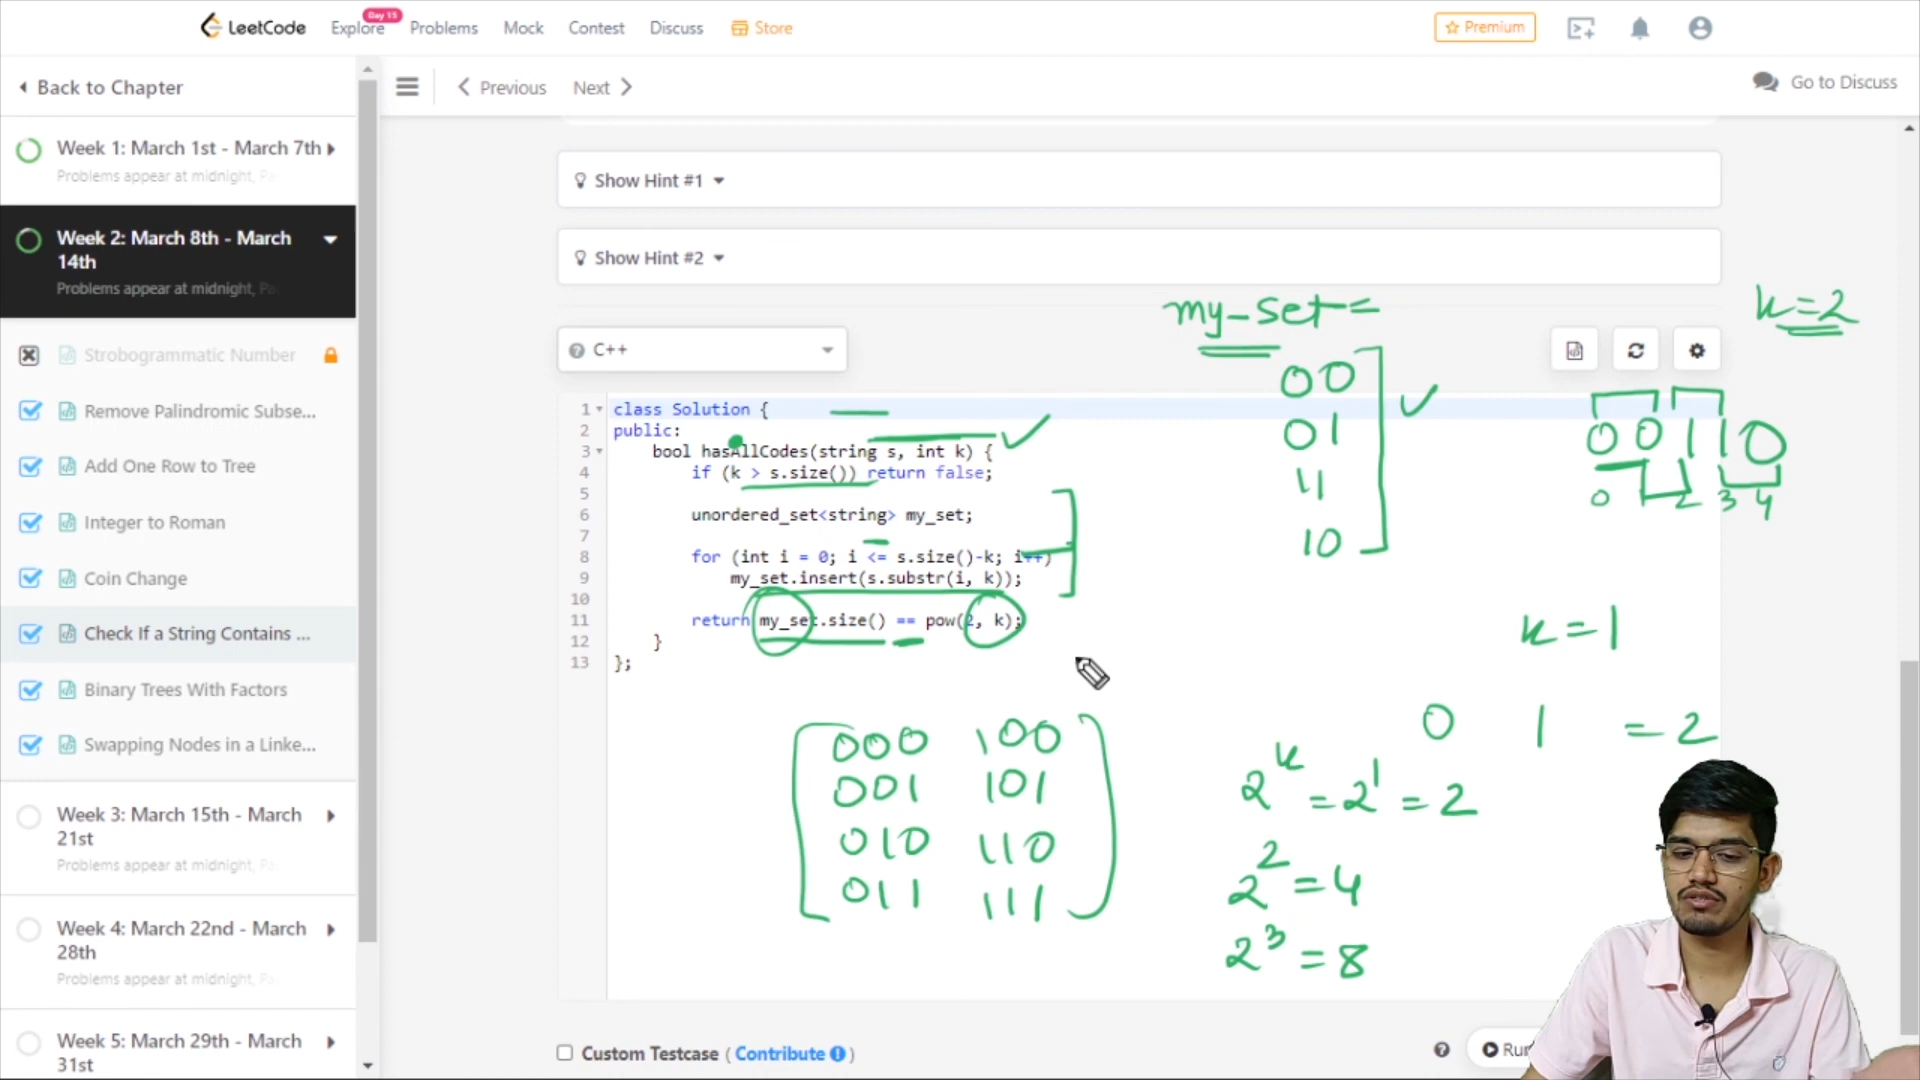 LeetCode
Explore
Day 15
Problems
Mock
Contest
Discuss
Store
Premium
Back to Chapter
Previous
Next
Go to Discuss
Week 1: March 1st - March 7th
Problems appear at midnight,
Week 2: March 8th - March
14th
Problems appear at midnight,
Strobogrammatic Number
Remove Palindromic Subse...
Add One Row to Tree
Integer to Roman
Coin Change
Check If a String Contains ...
Binary Trees With Factors
Swapping Nodes in a Linke...
Week 3: March 15th - March
21st
Problems appear at midnight,
Week 4: March 22nd - March
28th
Problems appear at midnight,
Week 5: March 29th - March
31st
Show Hint #1
Show Hint #2
C++
1 class Solution {
2 public:
3 bool hasAllCodes(string s, int k) {
4 if (k > s.size()) return false;
5
6 unordered_set<string> my_set;
7
8 for (int i = 0; i <= s.size()-k; i++)
9 my_set.insert(s.substr(i, k));
10
11 return my_set.size() == pow(2, k);
12 }
13 };
my_set=
00
01
11
10
k=2
00110
0 2 3 4
k=1
0 1 =2
2^k=2^1=2
2^2=4
2^3=8
000 100
001 101
010 110
011 111
Custom Testcase ( Contribute )